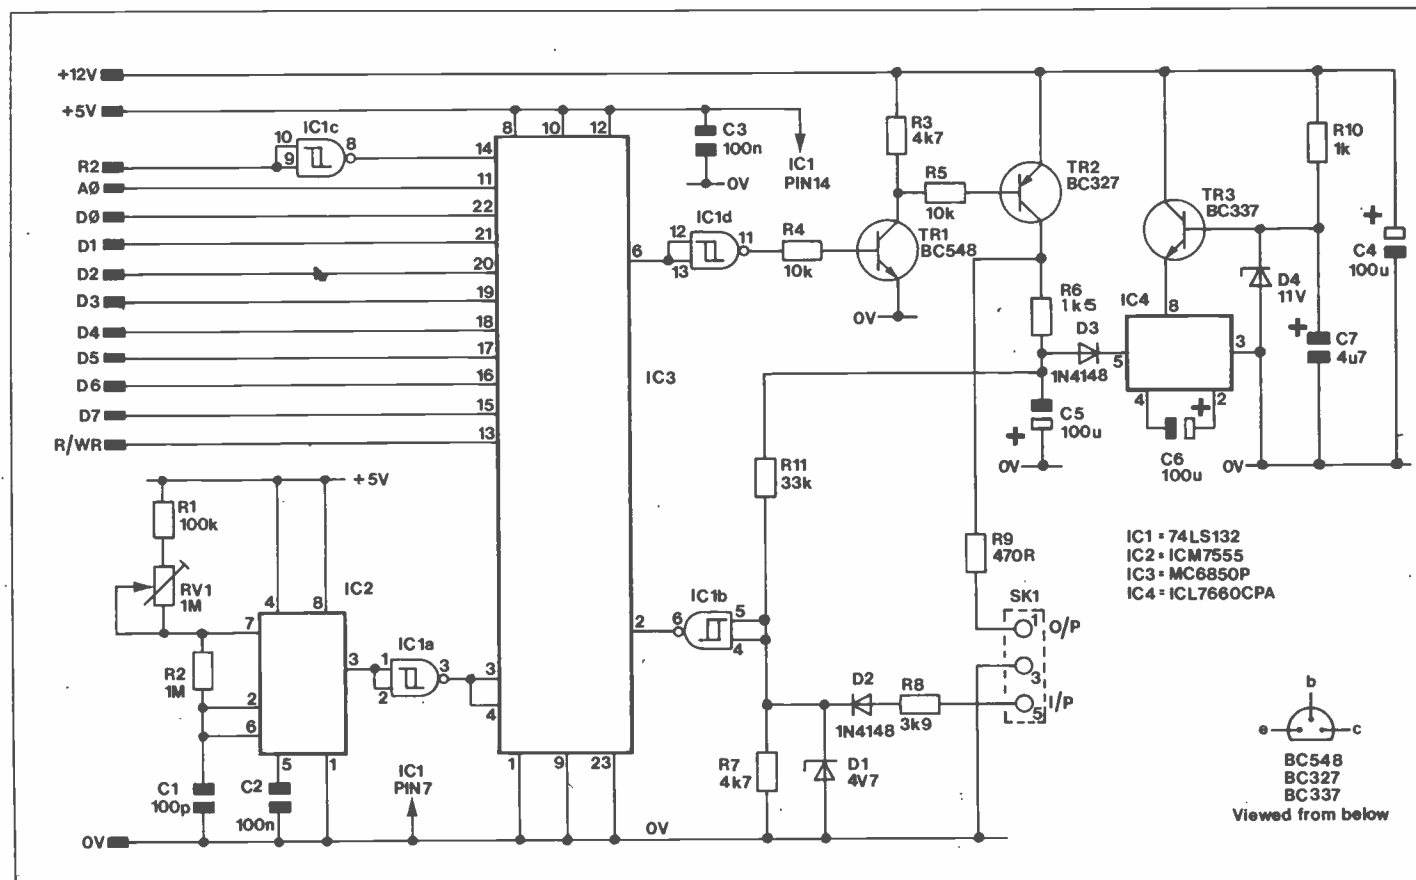 +12V
+5V
IC1c
10
9
8
R2
AØ
DØ
D1
D2
D3
D4
D5
D6
D7
R/WR
14
11
22
21
20
19
18
17
16
15
13
8
10
12
C3
100n
0V
IC1
PIN14
IC3
6
IC1d
12
13
11
R4
10k
R3
4k7
R5
10k
TR1
BC548
0V
TR2
BC327
TR3
BC337
R10
1k
+
C4
100u
R6
1k5
D3
1N4148
IC4
8
5
3
4
2
+
C6
100u
D4
11V
+
C7
4u7
0V
+
C5
100u
0V
R11
33k
R9
470R
IC1 = 74LS132
IC2 = ICM7555
IC3 = MC6850P
IC4 = ICL7660CPA
+5V
R1
100k
RV1
1M
R2
1M
IC2
4
8
7
2
6
3
5
1
IC1a
1
2
3
3
4
C1
100p
C2
100n
IC1
PIN7
1
9
23
0V
0V
2
IC1b
6
5
4
D2
1N4148
R8
3k9
R7
4k7
D1
4V7
SK1
1
O/P
3
5
I/P
b
e
c
BC548
BC327
BC337
Viewed from below